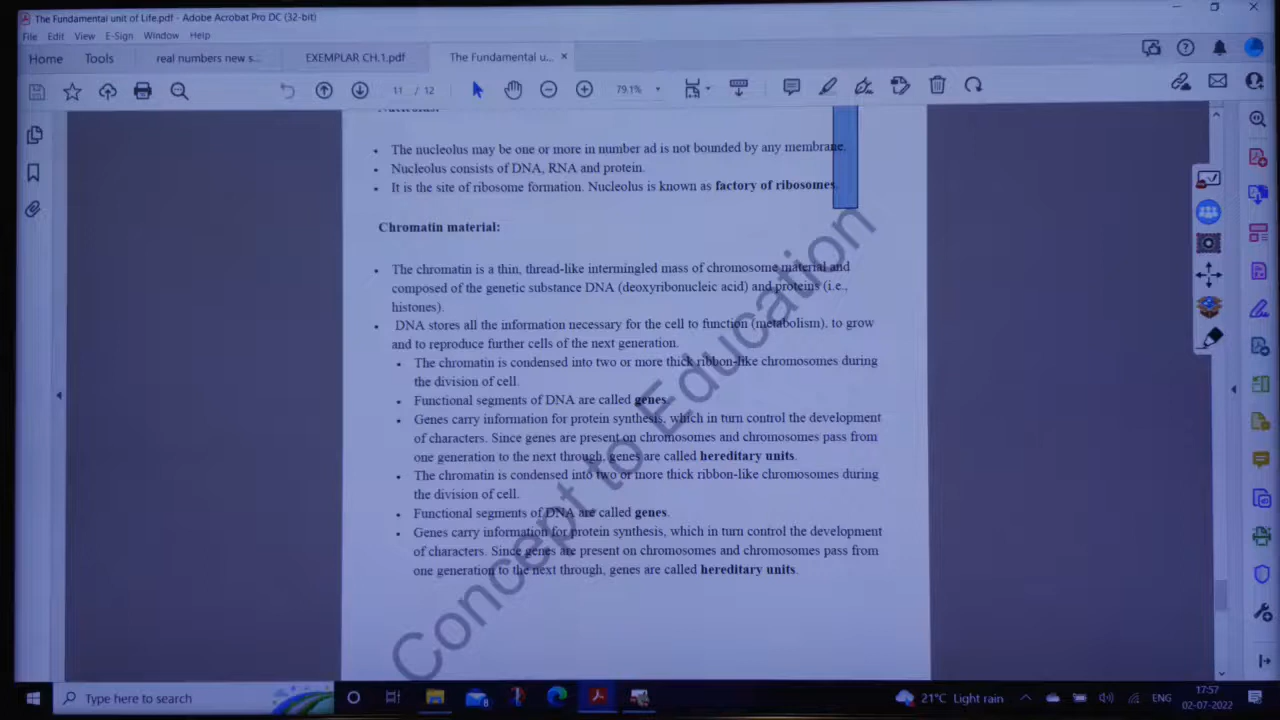 The Fundamental unit of Life.pdf - Adobe Acrobat Pro DC (32-bit)
File Edit View E-Sign Window Help
Home Tools real numbers new s... EXEMPLAR CH.1.pdf The Fundamental u... ×
11 / 12 79.1%
The nucleolus may be one or more in number ad is not bounded by any membrane.
Nucleolus consists of DNA, RNA and protein.
It is the site of ribosome formation. Nucleolus is known as factory of ribosomes.
Chromatin material:
The chromatin is a thin, thread-like intermingled mass of chromosome material and
composed of the genetic substance DNA (deoxyribonucleic acid) and proteins (i.e.,
histones).
DNA stores all the information necessary for the cell to function (metabolism), to grow
and to reproduce further cells of the next generation.
The chromatin is condensed into two or more thick ribbon-like chromosomes during
the division of cell.
Functional segments of DNA are called genes.
Genes carry information for protein synthesis, which in turn control the development
of characters. Since genes are present on chromosomes and chromosomes pass from
one generation to the next through, genes are called hereditary units.
The chromatin is condensed into two or more thick ribbon-like chromosomes during
the division of cell.
Functional segments of DNA are called genes.
Genes carry information for protein synthesis, which in turn control the development
of characters. Since genes are present on chromosomes and chromosomes pass from
one generation to the next through, genes are called hereditary units.
Concept to Education
Type here to search
21°C Light rain
ENG
17:57
02-07-2022